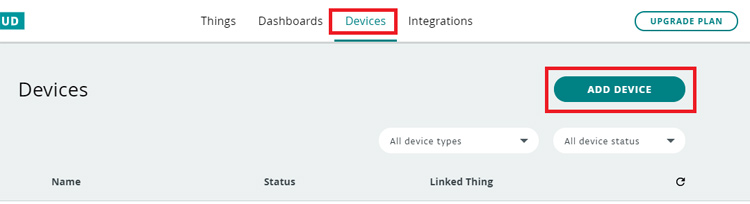 UD Things Dashboards Devices Integrations UPGRADE PLAN
Devices ADD DEVICE
All device types All device status
Name Status Linked Thing